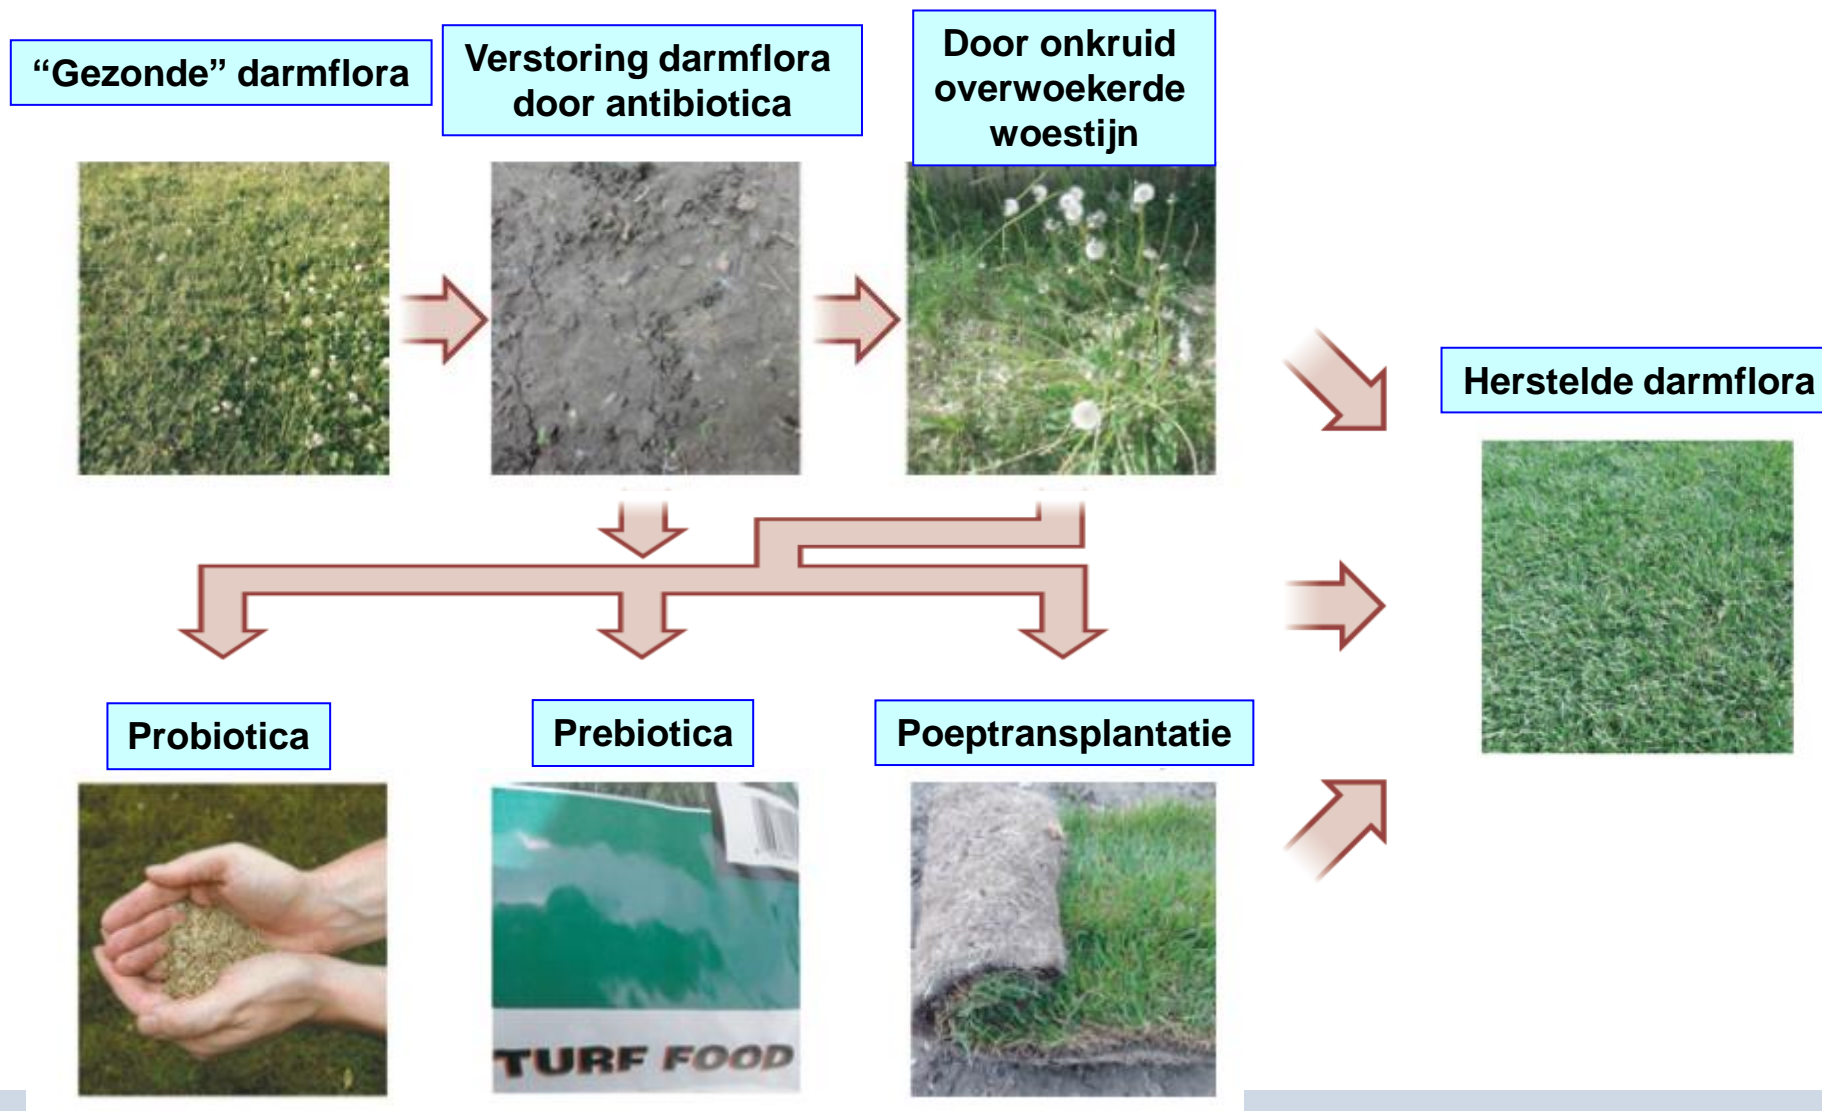 “Gezonde” darmflora
Verstoring darmflora
door antibiotica
Door onkruid
overwoekerde
woestijn
Herstelde darmflora
Probiotica
Prebiotica
Poeptransplantatie
TURF FOOD